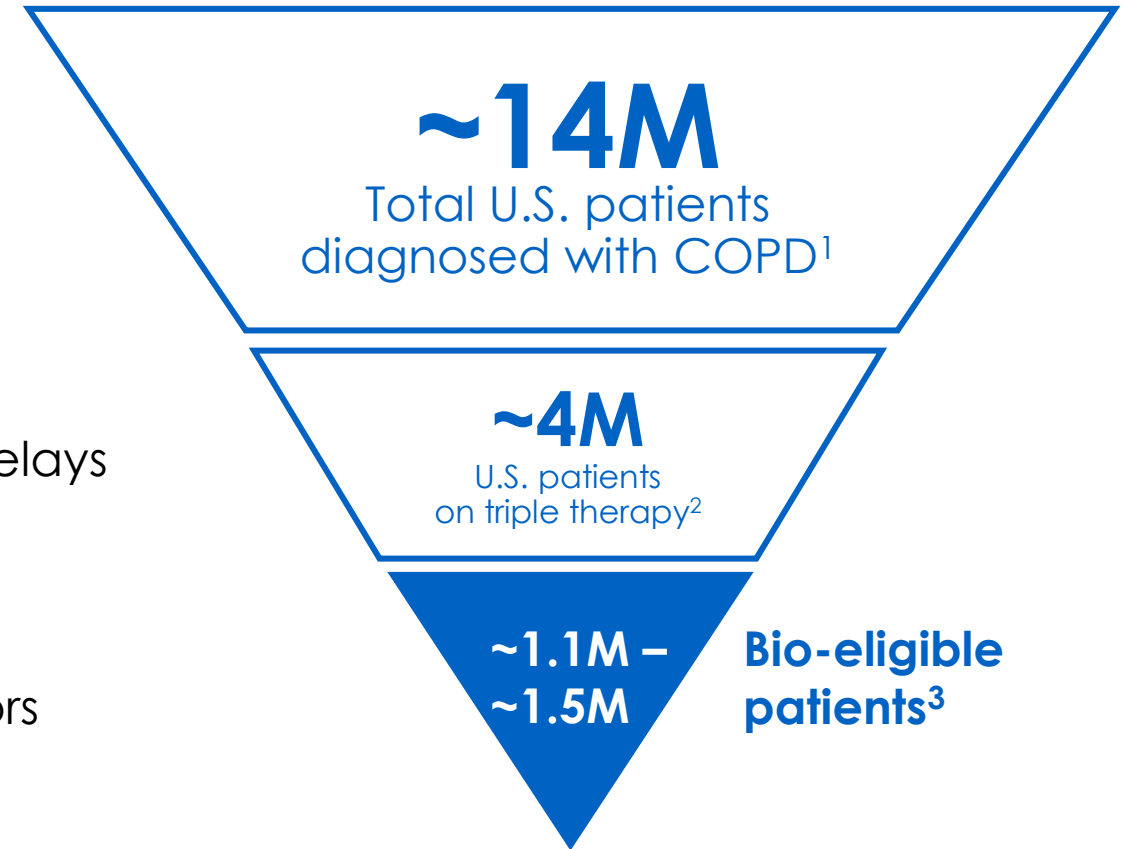 ~14M
Total U.S. patients
diagnosed with COPD1
~4M
elays
U.S. patients
on triple therapy2
~1.1M –
~1.5M
Bio-eligible
patients3
ors